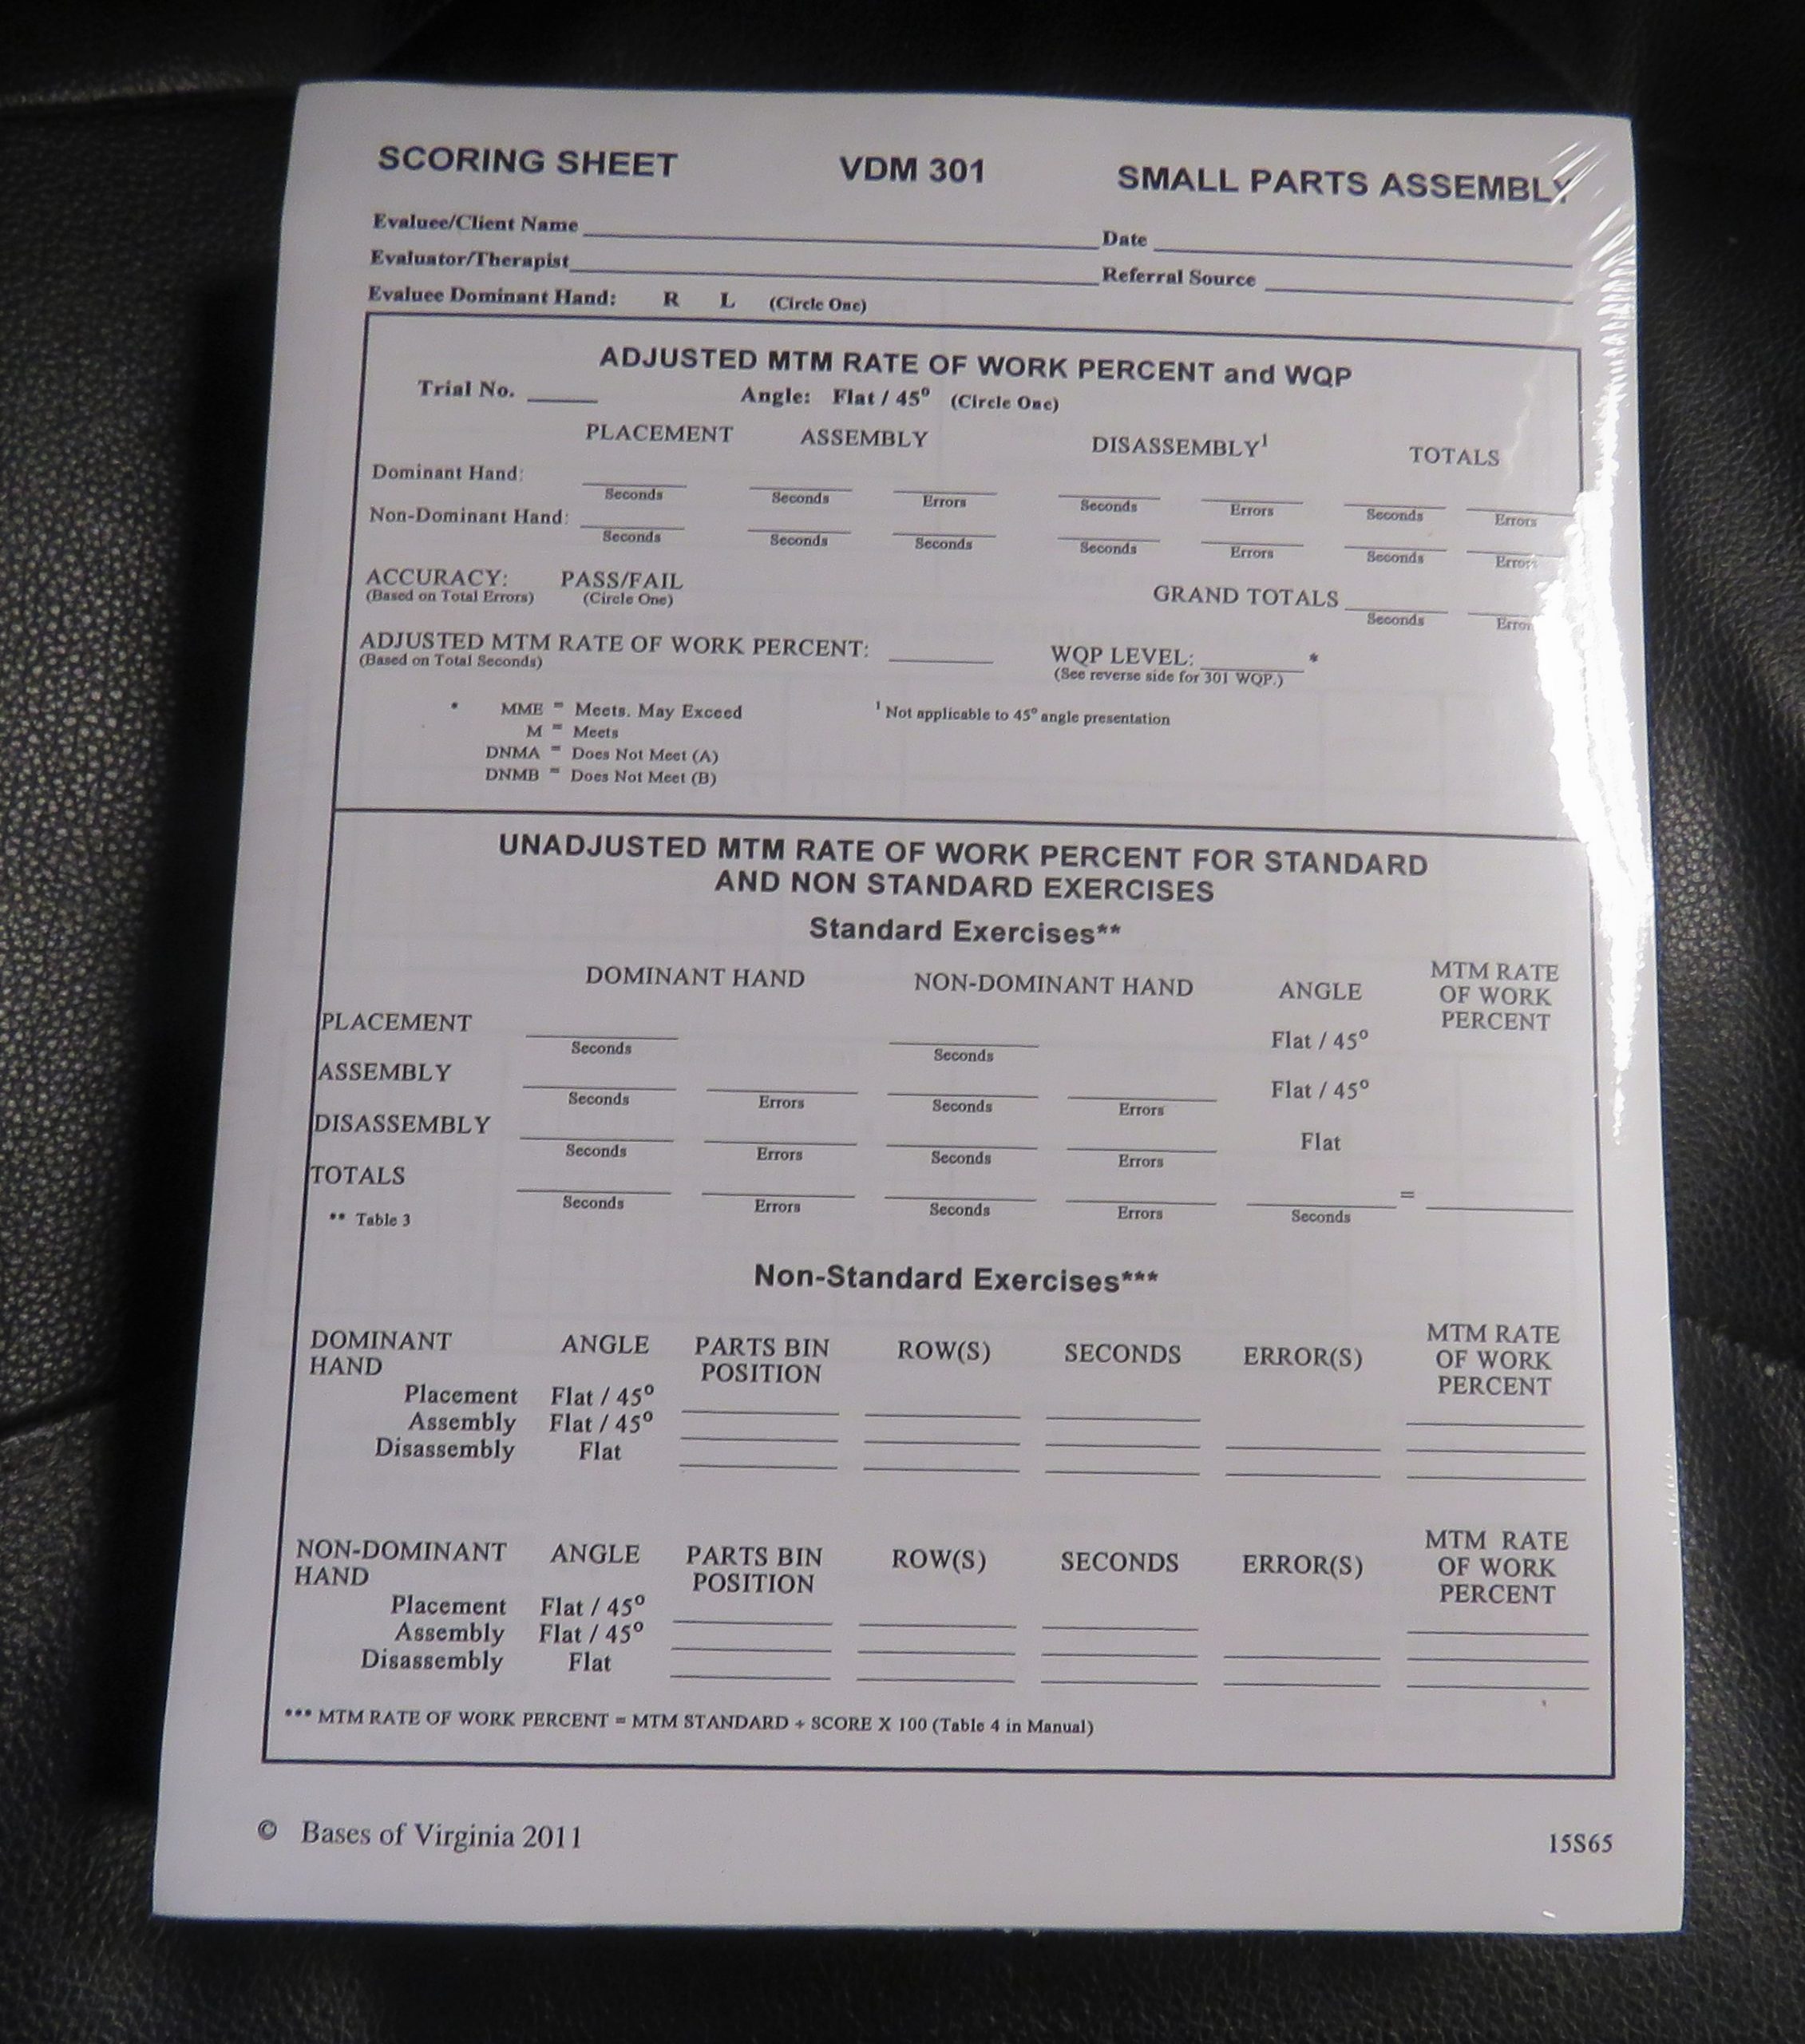 SCORING SHEET VDM 301 SMALL PARTS ASSEMBLY
Evaluee/Client Name Date
Evaluator/Therapist Referral Source
Evaluee Dominant Hand: R L (Circle One)
ADJUSTED MTM RATE OF WORK PERCENT and WQP
Trial No. Angle: Flat / 45° (Circle One)
PLACEMENT ASSEMBLY DISASSEMBLY¹ TOTALS
Dominant Hand:
Seconds Seconds Errors Seconds Errors Seconds Errors
Non-Dominant Hand:
Seconds Seconds Seconds Seconds Errors Seconds Errors
ACCURACY: PASS/FAIL
(Based on Total Errors) (Circle One)
GRAND TOTALS
Seconds Error
ADJUSTED MTM RATE OF WORK PERCENT: WQP LEVEL: *
(Based on Total Seconds) (See reverse side for 301 WQP.)
* MME = Meets. May Exceed ¹ Not applicable to 45° angle presentation
M = Meets
DNMA = Does Not Meet (A)
DNMB = Does Not Meet (B)
UNADJUSTED MTM RATE OF WORK PERCENT FOR STANDARD
AND NON STANDARD EXERCISES
Standard Exercises**
DOMINANT HAND NON-DOMINANT HAND ANGLE MTM RATE
OF WORK
PERCENT
PLACEMENT Flat / 45°
Seconds Seconds
ASSEMBLY Flat / 45°
Seconds Errors Seconds Errors
DISASSEMBLY Flat
Seconds Errors Seconds Errors
TOTALS =
Seconds Errors Seconds Errors Seconds
** Table 3
Non-Standard Exercises***
DOMINANT ANGLE PARTS BIN ROW(S) SECONDS ERROR(S) MTM RATE
HAND POSITION OF WORK
PERCENT
Placement Flat / 45°
Assembly Flat / 45°
Disassembly Flat
NON-DOMINANT ANGLE PARTS BIN ROW(S) SECONDS ERROR(S) MTM RATE
HAND POSITION OF WORK
PERCENT
Placement Flat / 45°
Assembly Flat / 45°
Disassembly Flat
*** MTM RATE OF WORK PERCENT = MTM STANDARD ÷ SCORE X 100 (Table 4 in Manual)
© Bases of Virginia 2011 15S65